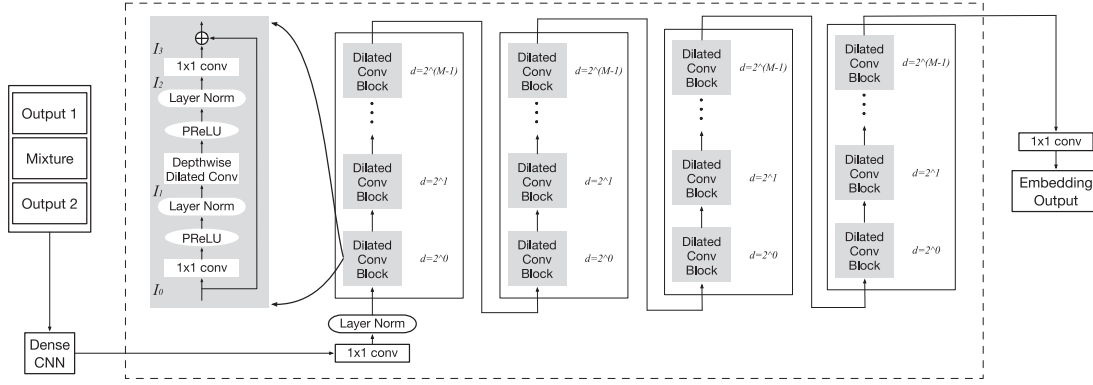 Output 1
Mixture
Output 2
Dense
CNN
I3
1x1 conv
I2
Layer Norm
PReLU
Depthwise
Dilated Conv
I1
Layer Norm
PReLU
1x1 conv
I0
Dilated
Conv
Block
d=2^(M-1)
Dilated
Conv
Block
d=2^1
Dilated
Conv
Block
d=2^0
Layer Norm
1x1 conv
Dilated
Conv
Block
d=2^(M-1)
Dilated
Conv
Block
d=2^1
Dilated
Conv
Block
d=2^0
Dilated
Conv
Block
d=2^(M-1)
Dilated
Conv
Block
d=2^1
Dilated
Conv
Block
d=2^0
Dilated
Conv
Block
d=2^(M-1)
Dilated
Conv
Block
d=2^1
Dilated
Conv
Block
d=2^0
1x1 conv
Embedding
Output